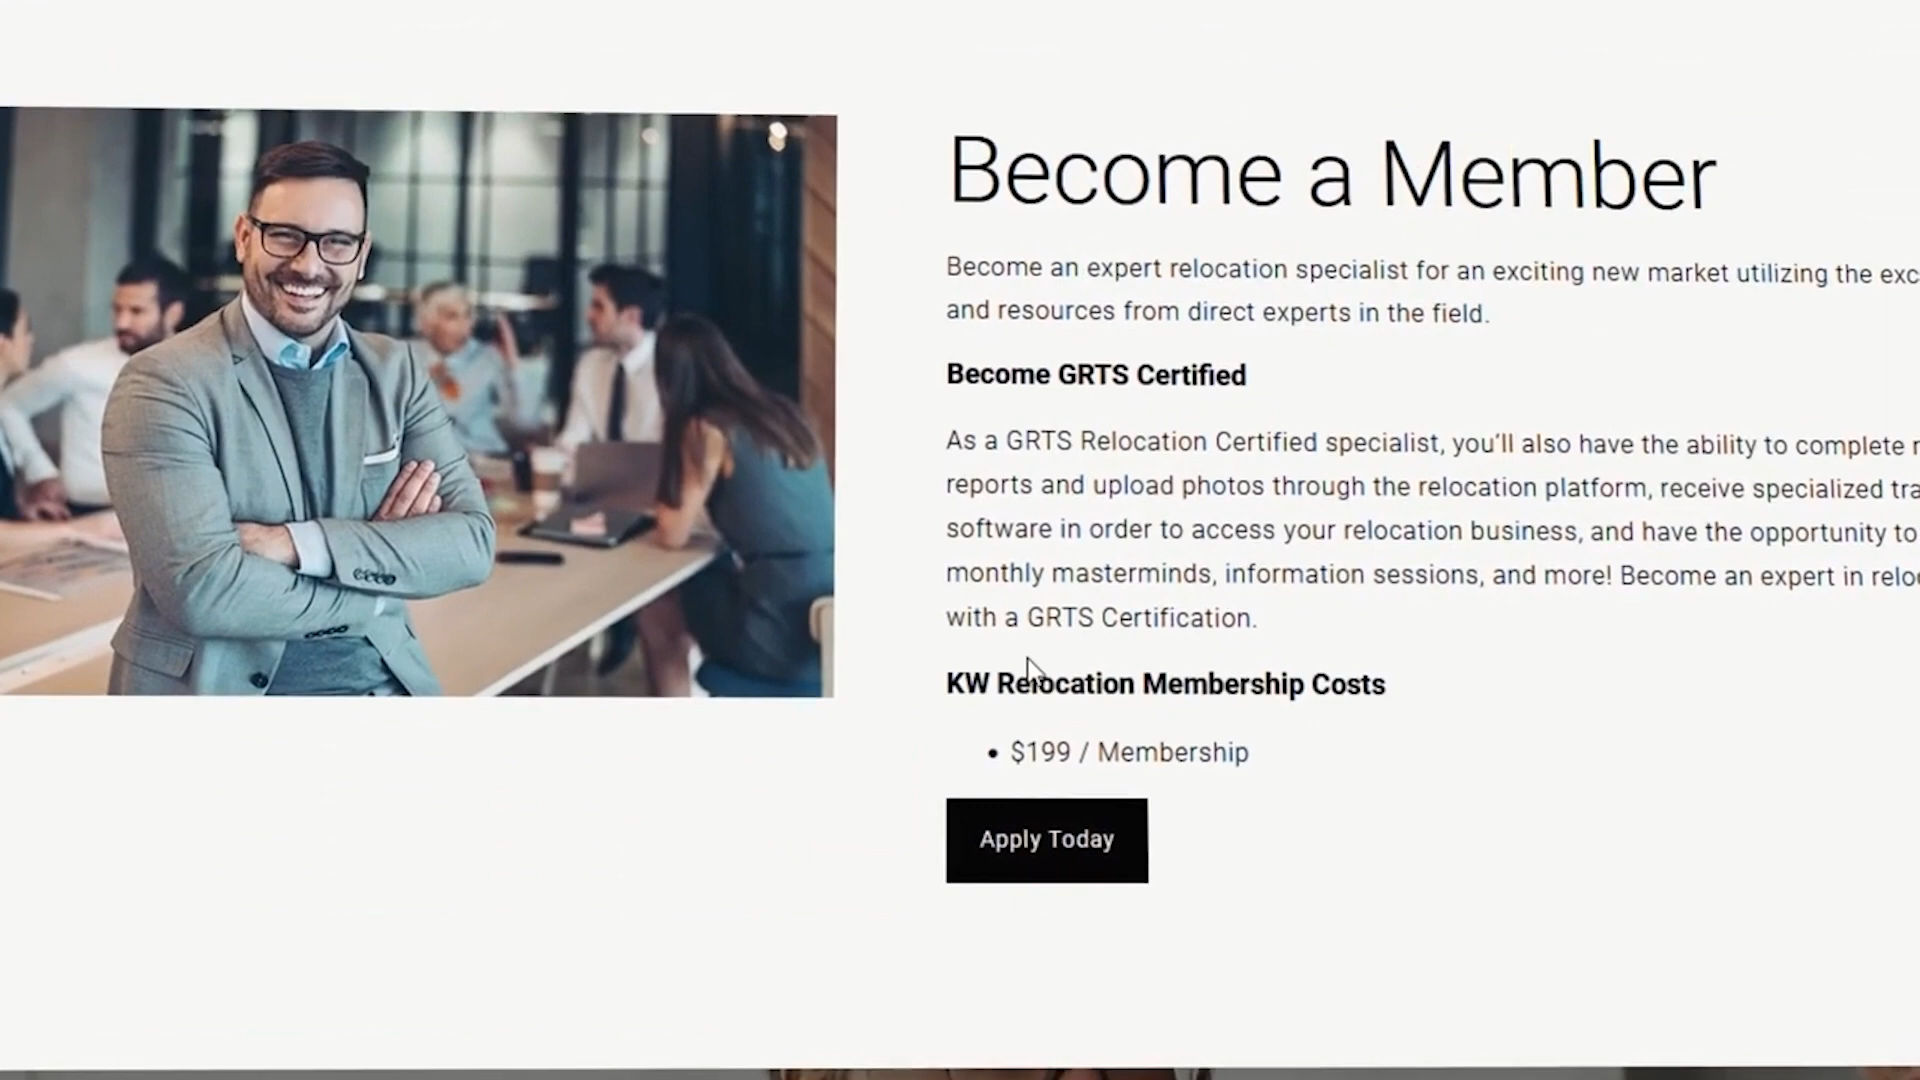 Become a Member
Become an expert relocation specialist for an exciting new market utilizing the
and resources from direct experts in the field.
Become GRTS Certified
As a GRTS Relocation Certified specialist, you’ll also have the ability to complete
reports and upload photos through the relocation platform, receive specialized
software in order to access your relocation business, and have the opportunity to
monthly masterminds, information sessions, and more! Become an expert in
with a GRTS Certification.
KW Relocation Membership Costs
• $199 / Membership
Apply Today